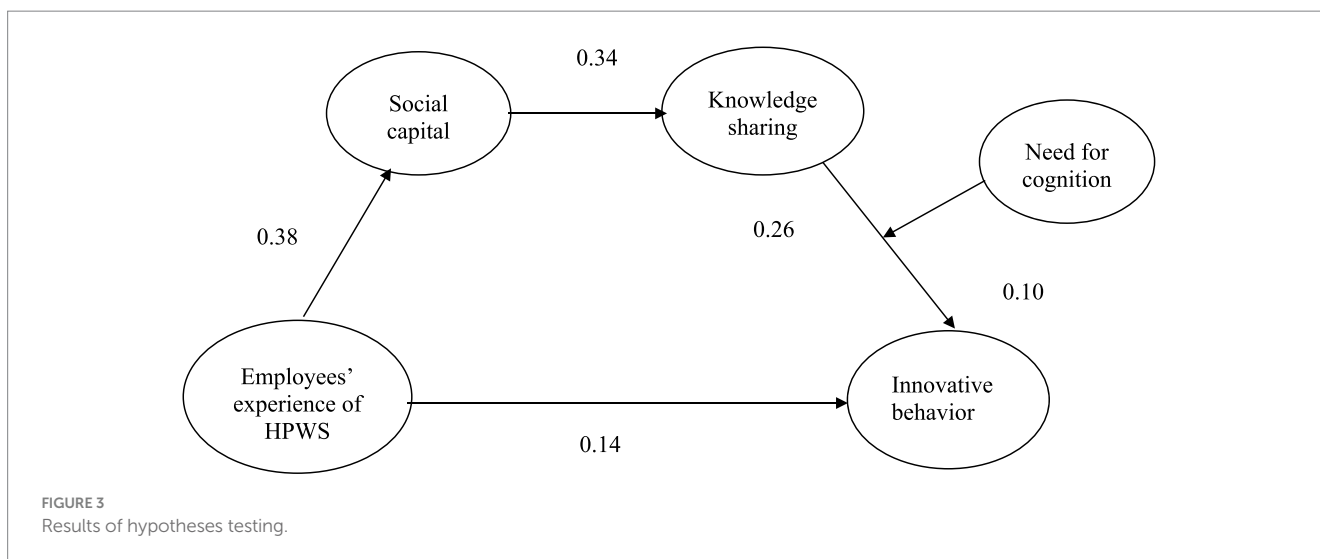 0.34
Social
capital
Knowledge
sharing
Need for
cognition
0.38
0.26
0.10
Employees’
experience of
HPWS
Innovative
behavior
0.14
FIGURE 3
Results of hypotheses testing.